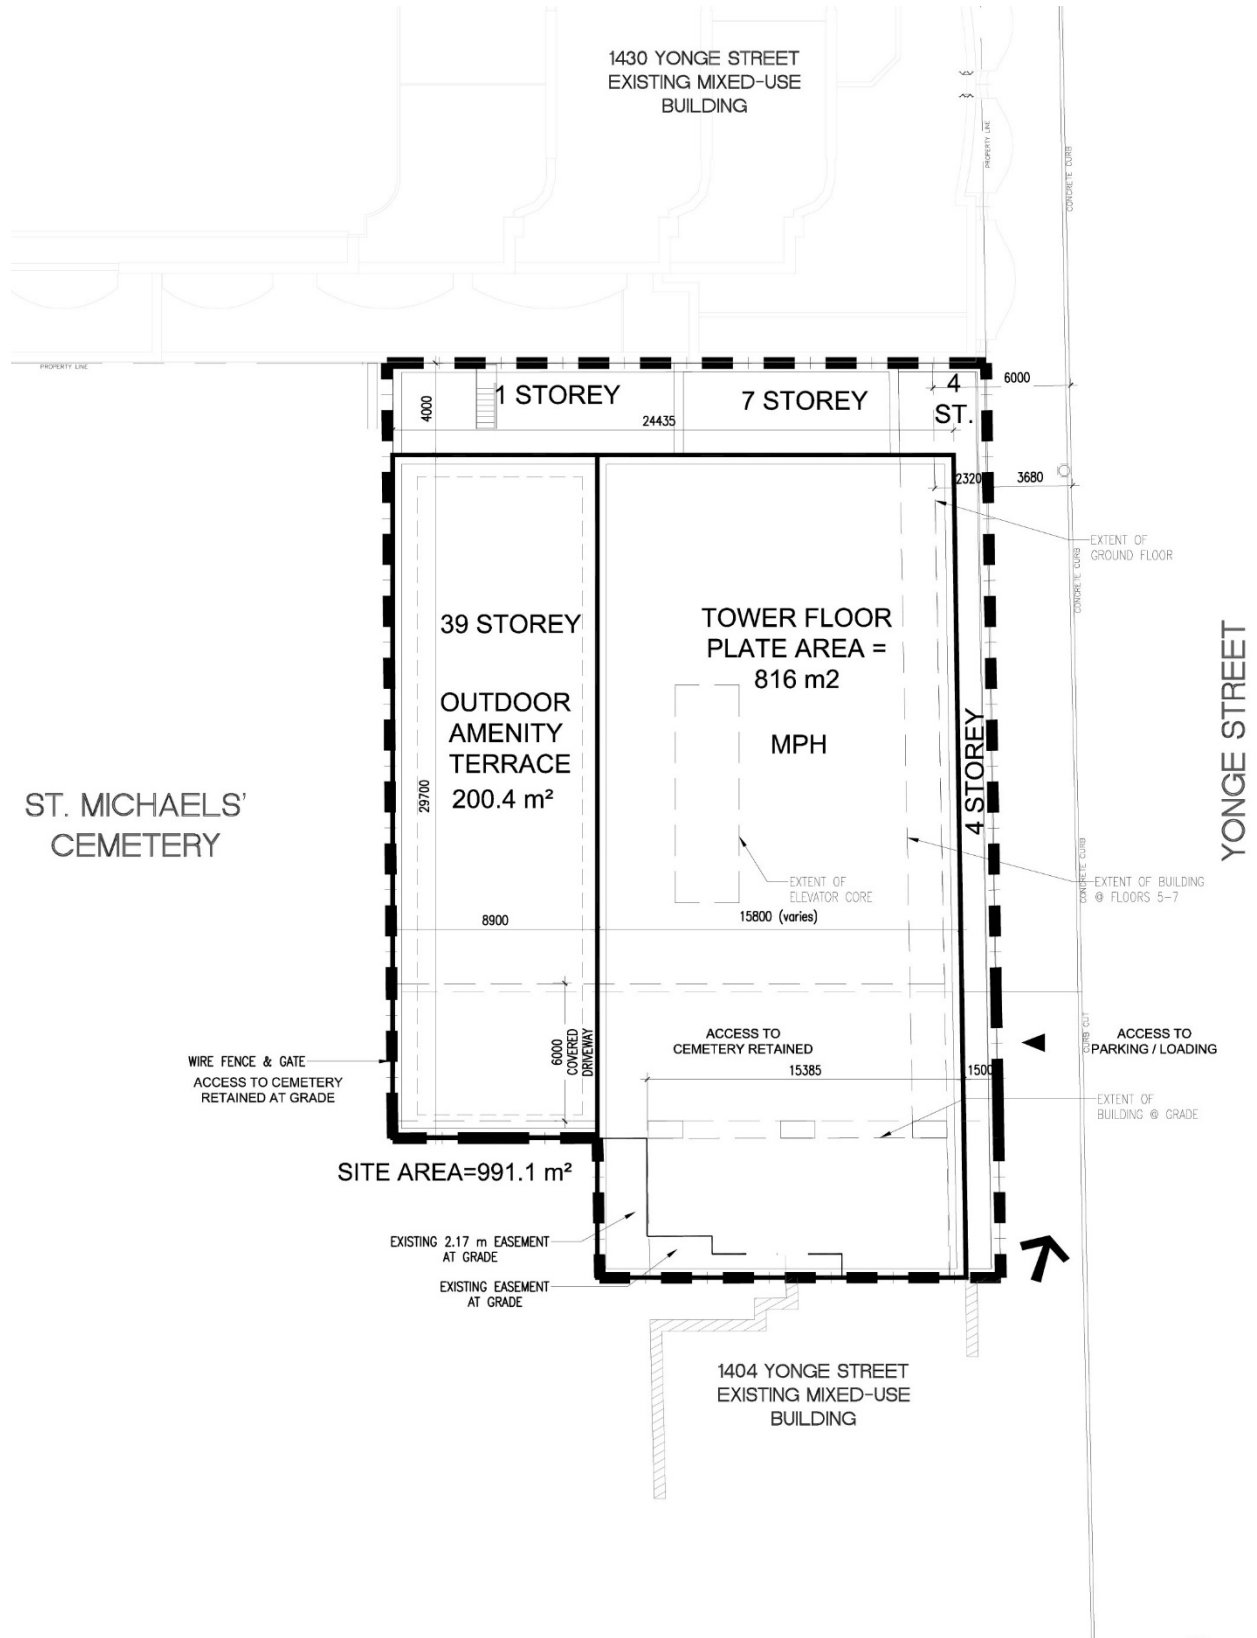 1430 YONGE STREET
EXISTING MIXED-USE
BUILDING
PROPERTY LINE
CONCRETE CURB
PROPERTY LINE
1 STOREY
7 STOREY
4
ST.
6000
4000
24435
2320
3680
EXTENT OF
GROUND FLOOR
CONCRETE CURB
39 STOREY
TOWER FLOOR
PLATE AREA =
816 m2
OUTDOOR
AMENITY
TERRACE
200.4 m²
MPH
4 STOREY
YONGE STREET
ST. MICHAELS'
CEMETERY
29700
EXTENT OF
ELEVATOR CORE
EXTENT OF BUILDING
@ FLOORS 5-7
CONCRETE CURB
8900
15800 (varies)
6000
COVERED
DRIVEWAY
ACCESS TO
CEMETERY RETAINED
CURB CUT
ACCESS TO
PARKING / LOADING
WIRE FENCE & GATE
ACCESS TO CEMETERY
RETAINED AT GRADE
15385
1500
EXTENT OF
BUILDING @ GRADE
SITE AREA=991.1 m²
EXISTING 2.17 m EASEMENT
AT GRADE
EXISTING EASEMENT
AT GRADE
1404 YONGE STREET
EXISTING MIXED-USE
BUILDING